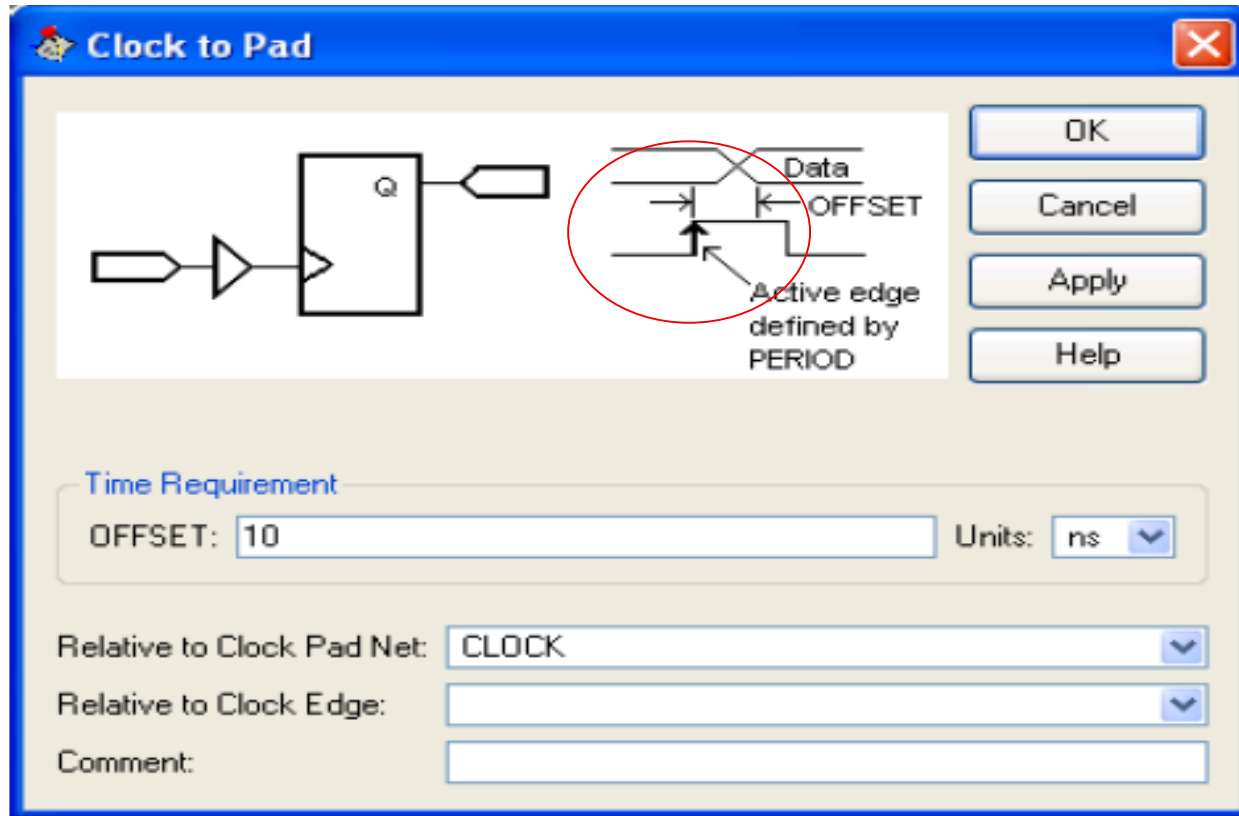 Clock to Pad
Q
Data
OFFSET
Active edge
defined by
PERIOD
OK
Cancel
Apply
Help
Time Requirement
OFFSET: 10 Units: ns
Relative to Clock Pad Net: CLOCK
Relative to Clock Edge:
Comment: